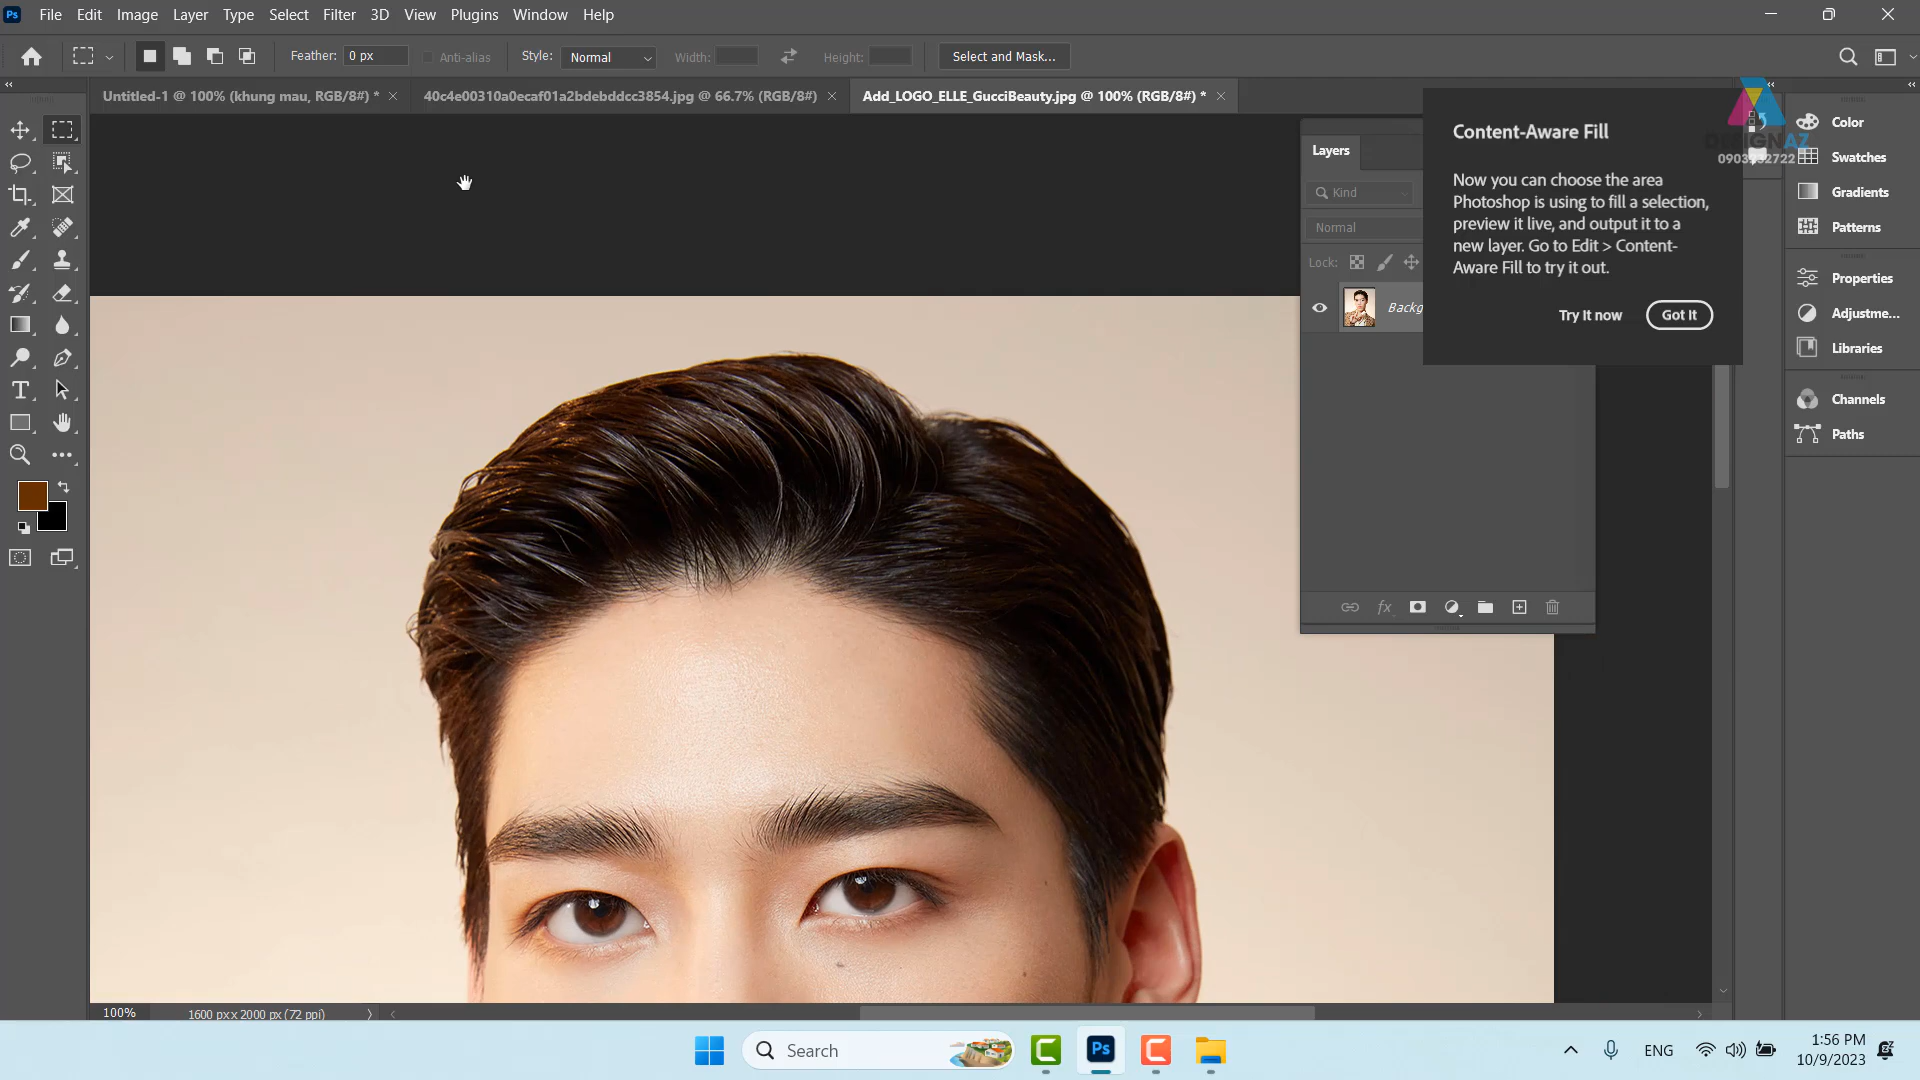 Ps File Edit Image Layer Type Select Filter 3D View Plugins Window Help
Feather: 0 px Anti-alias Style: Normal Width: Height: Select and Mask...
Untitled-1 @ 100% (khung mau, RGB/8#) * 40c4e00310a0ecaf01a2bdebddcc3854.jpg @ 66.7% (RGB/8#) Add_LOGO_ELLE_GucciBeauty.jpg @ 100% (RGB/8#) *
Layers
Kind
Normal
Lock:
Backg
Content-Aware Fill
Now you can choose the area
Photoshop is using to fill a selection,
preview it live, and output it to a
new layer. Go to Edit > Content-
Aware Fill to try it out.
Try it now Got it
DESIGN AZ
Color
Swatches
Gradients
Patterns
Properties
Adjustme...
Libraries
Channels
Paths
fx
100% 1600 px x 2000 px (72 ppi)
Search
Ps
ENG
1:56 PM
10/9/2023